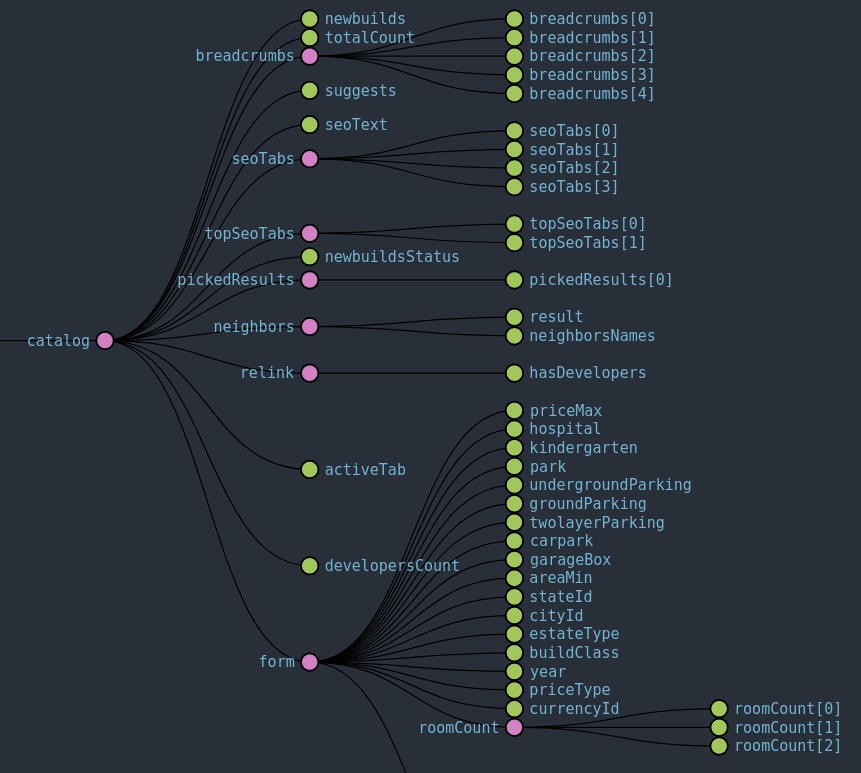 newbuilds
totalCount
breadcrumbs
breadcrumbs[0]
breadcrumbs[1]
breadcrumbs[2]
breadcrumbs[3]
breadcrumbs[4]
suggests
seoText
seoTabs
seoTabs[0]
seoTabs[1]
seoTabs[2]
seoTabs[3]
topSeoTabs
topSeoTabs[0]
topSeoTabs[1]
newbuildsStatus
pickedResults
pickedResults[0]
neighbors
result
neighborsNames
catalog
relink
hasDevelopers
activeTab
developersCount
form
priceMax
hospital
kindergarten
park
undergroundParking
groundParking
twolayerParking
carpark
garageBox
areaMin
stateId
cityId
estateType
buildClass
year
priceType
currencyId
roomCount
roomCount[0]
roomCount[1]
roomCount[2]